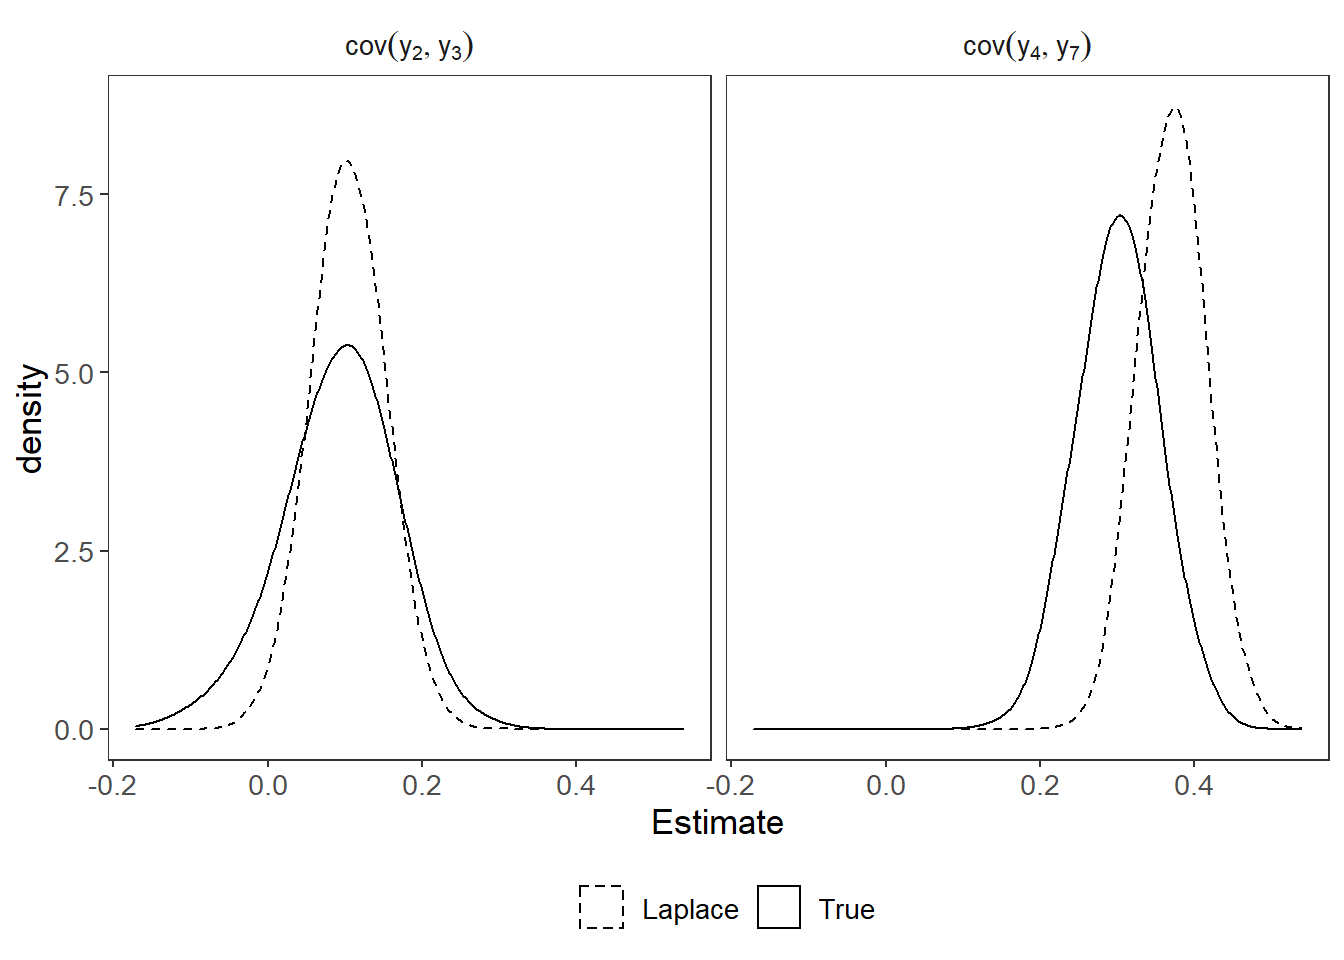 cov(y₂, y₃) cov(y₄, y₇)
density
7.5
5.0
2.5
0.0
-0.2 0.0 0.2 0.4 -0.2 0.0 0.2 0.4
Estimate
Laplace True